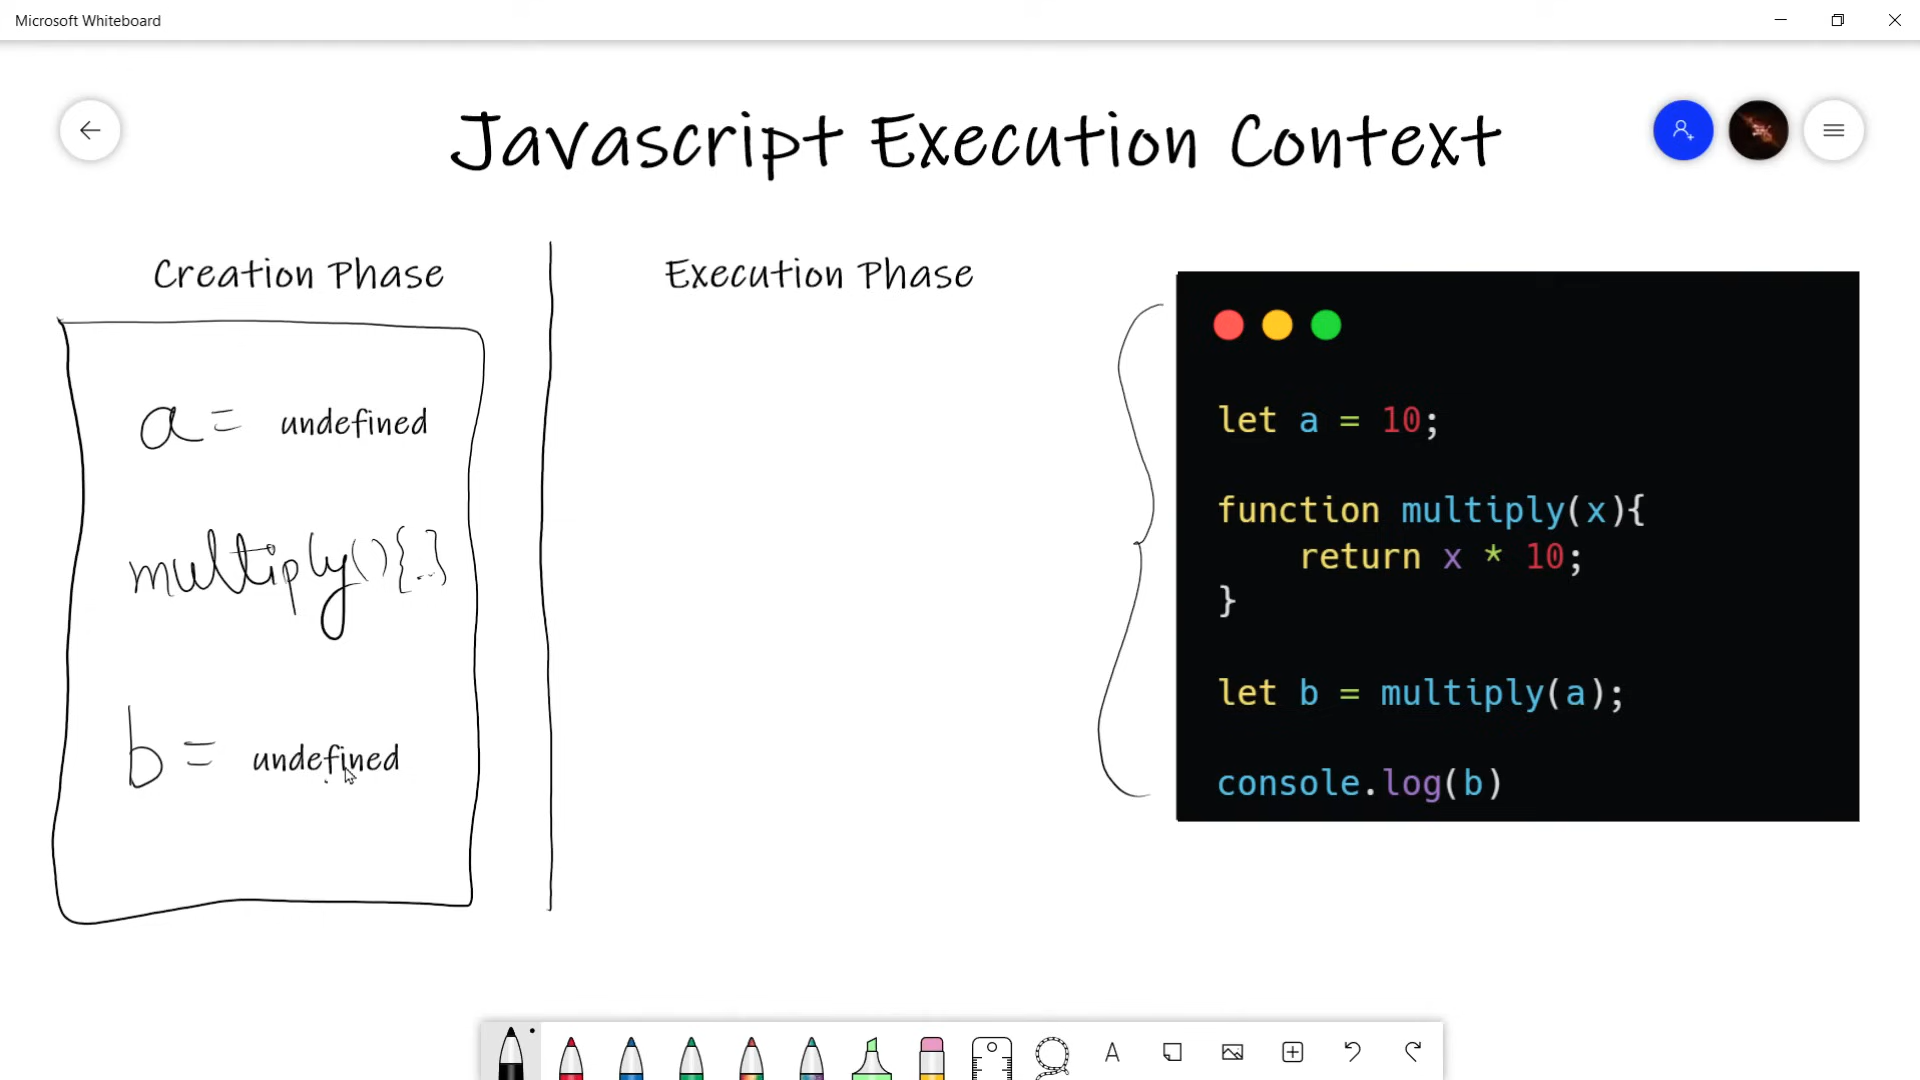 Microsoft Whiteboard
Javascript Execution Context
Creation Phase
a = undefined
multiply(){..}
b = undefined
Execution Phase
let a = 10;
function multiply(x){
return x * 10;
}
let b = multiply(a);
console.log(b)
A